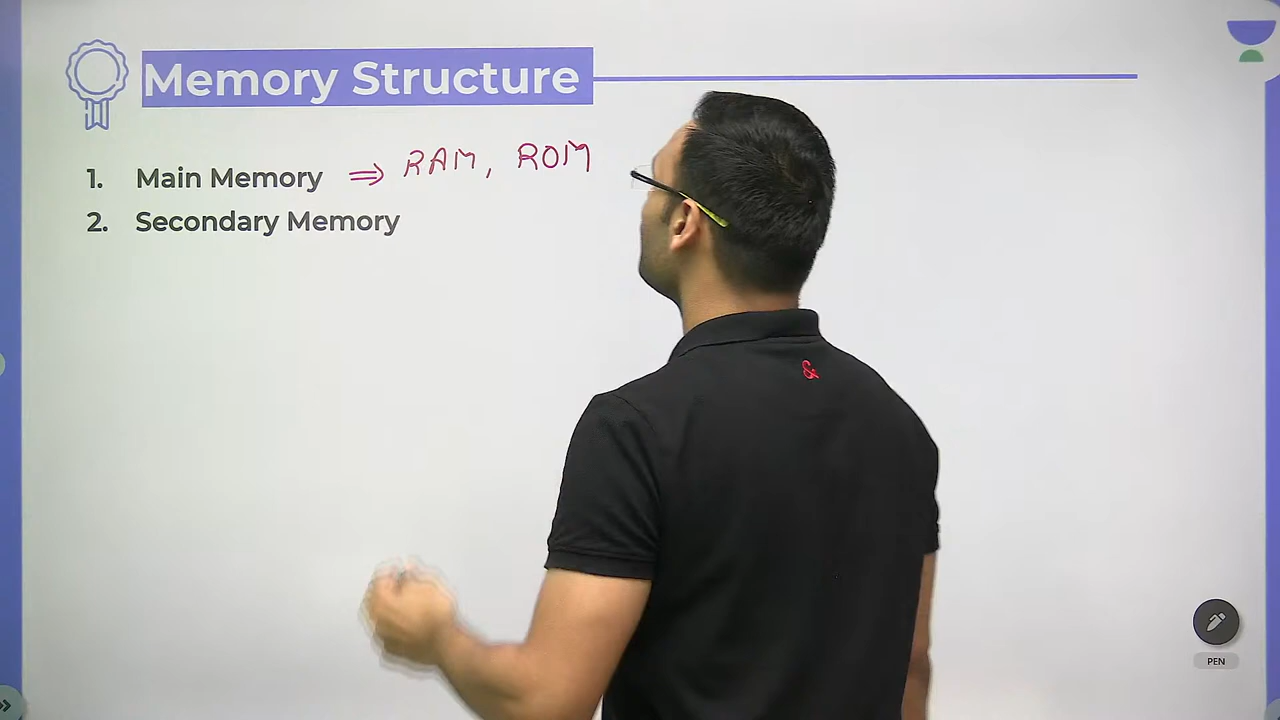 Memory Structure
1. Main Memory ⇒ RAM, ROM
2. Secondary Memory
&
PEN